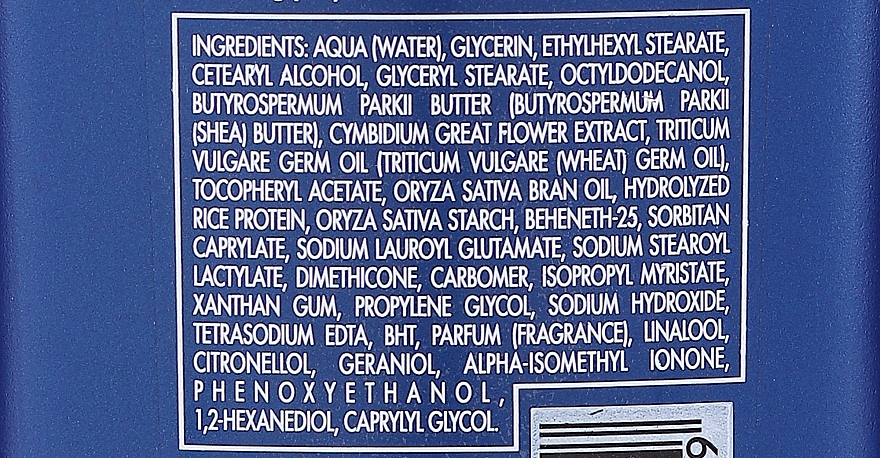 INGREDIENTS: AQUA (WATER), GLYCERIN, ETHYLHEXYL STEARATE,
CETEARYL ALCOHOL, GLYCERYL STEARATE, OCTYLDODECANOL,
BUTYROSPERMUM PARKII BUTTER (BUTYROSPERMUM PARKII
(SHEA) BUTTER), CYMBIDIUM GREAT FLOWER EXTRACT, TRITICUM
VULGARE GERM OIL (TRITICUM VULGARE (WHEAT) GERM OIL),
TOCOPHERYL ACETATE, ORYZA SATIVA BRAN OIL, HYDROLYZED
RICE PROTEIN, ORYZA SATIVA STARCH, BEHENETH-25, SORBITAN
CAPRYLATE, SODIUM LAUROYL GLUTAMATE, SODIUM STEAROYL
LACTYLATE, DIMETHICONE, CARBOMER, ISOPROPYL MYRISTATE,
XANTHAN GUM, PROPYLENE GLYCOL, SODIUM HYDROXIDE,
TETRASODIUM EDTA, BHT, PARFUM (FRAGRANCE), LINALOOL,
CITRONELLOL, GERANIOL, ALPHA-ISOMETHYL IONONE,
PHENOXYETHANOL,
1,2-HEXANEDIOL, CAPRYLYL GLYCOL.